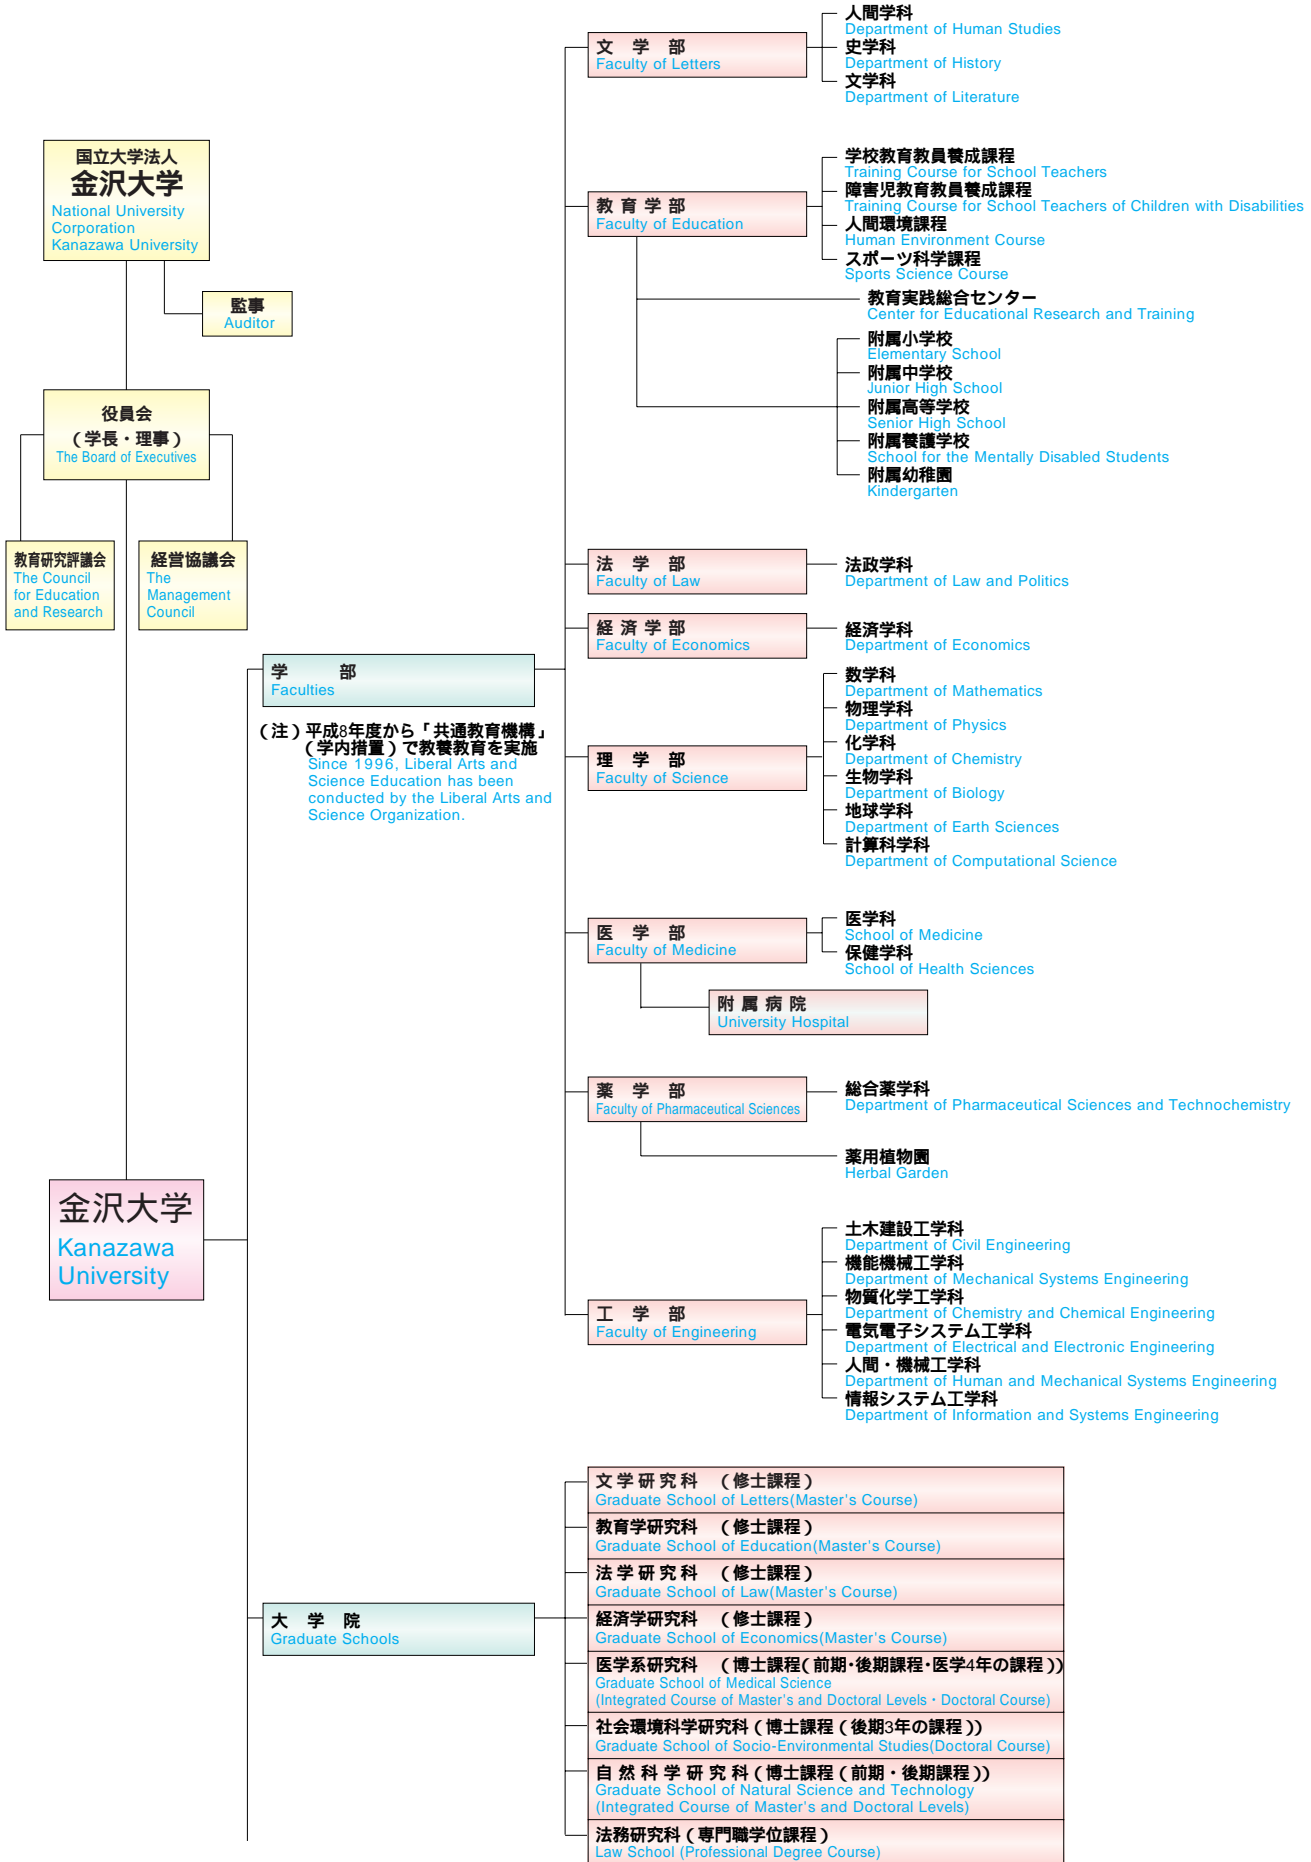 国立大学法人
金沢大学
National University
Corporation
Kanazawa University
監事
Auditor
役員会
（学長・理事）
The Board of Executives
教育研究評議会
The Council
for Education
and Research
経営協議会
The
Management
Council
金沢大学
Kanazawa
University
学　部
Faculties
（注）平成8年度から「共通教育機構」
（学内措置）で教養教育を実施
Since 1996, Liberal Arts and
Science Education has been
conducted by the Liberal Arts and
Science Organization.
文学部
Faculty of Letters
人間学科
Department of Human Studies
史学科
Department of History
文学科
Department of Literature
教育学部
Faculty of Education
学校教育教員養成課程
Training Course for School Teachers
障害児教育教員養成課程
Training Course for School Teachers of Children with Disabilities
人間環境課程
Human Environment Course
スポーツ科学課程
Sports Science Course
教育実践総合センター
Center for Educational Research and Training
附属小学校
Elementary School
附属中学校
Junior High School
附属高等学校
Senior High School
附属養護学校
School for the Mentally Disabled Students
附属幼稚園
Kindergarten
法学部
Faculty of Law
法政学科
Department of Law and Politics
経済学部
Faculty of Economics
経済学科
Department of Economics
理学部
Faculty of Science
数学科
Department of Mathematics
物理学科
Department of Physics
化学科
Department of Chemistry
生物学科
Department of Biology
地球学科
Department of Earth Sciences
計算科学科
Department of Computational Science
医学部
Faculty of Medicine
医学科
School of Medicine
保健学科
School of Health Sciences
附属病院
University Hospital
薬学部
Faculty of Pharmaceutical Sciences
総合薬学科
Department of Pharmaceutical Sciences and Technochemistry
薬用植物園
Herbal Garden
工学部
Faculty of Engineering
土木建設工学科
Department of Civil Engineering
機能機械工学科
Department of Mechanical Systems Engineering
物質化学工学科
Department of Chemistry and Chemical Engineering
電気電子システム工学科
Department of Electrical and Electronic Engineering
人間・機械工学科
Department of Human and Mechanical Systems Engineering
情報システム工学科
Department of Information and Systems Engineering
大学院
Graduate Schools
文学研究科　（修士課程）
Graduate School of Letters(Master's Course)
教育学研究科　（修士課程）
Graduate School of Education(Master's Course)
法学研究科　（修士課程）
Graduate School of Law(Master's Course)
経済学研究科　（修士課程）
Graduate School of Economics(Master's Course)
医学系研究科　（博士課程（前期・後期課程・医学4年の課程））
Graduate School of Medical Science
(Integrated Course of Master's and Doctoral Levels・Doctoral Course)
社会環境科学研究科（博士課程（後期3年の課程））
Graduate School of Socio-Environmental Studies(Doctoral Course)
自然科学研究科（博士課程（前期・後期課程））
Graduate School of Natural Science and Technology
(Integrated Course of Master's and Doctoral Levels)
法務研究科（専門職学位課程）
Law School (Professional Degree Course)